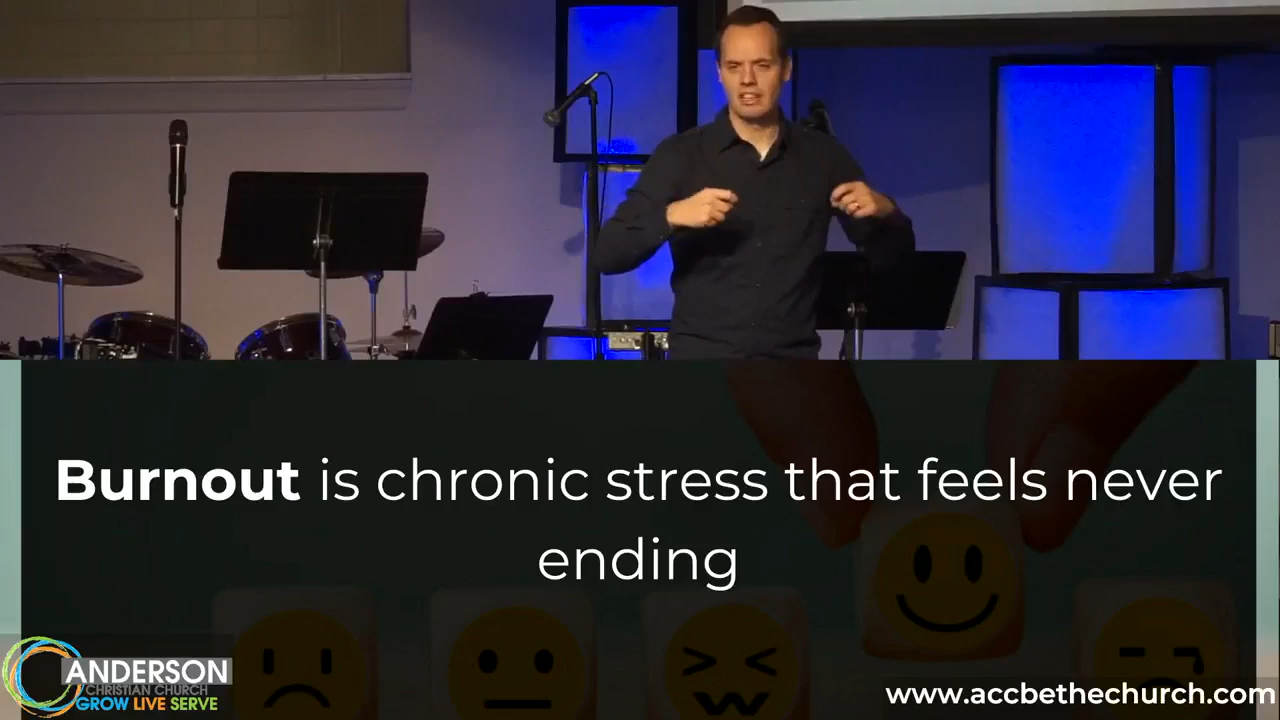 Burnout is chronic stress that feels never
ending
ANDERSON
CHRISTIAN CHURCH
GROW LIVE SERVE
www.accbethechurch.com